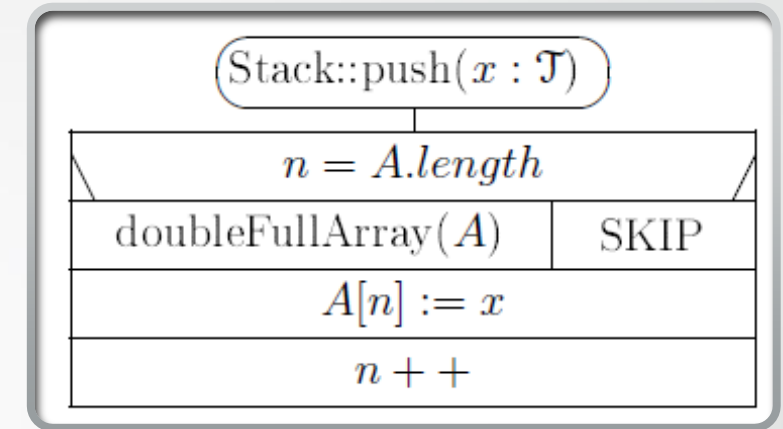 Stack::push(x : 𝔗)
n = A.length
doubleFullArray(A) SKIP
A[n] := x
n + +